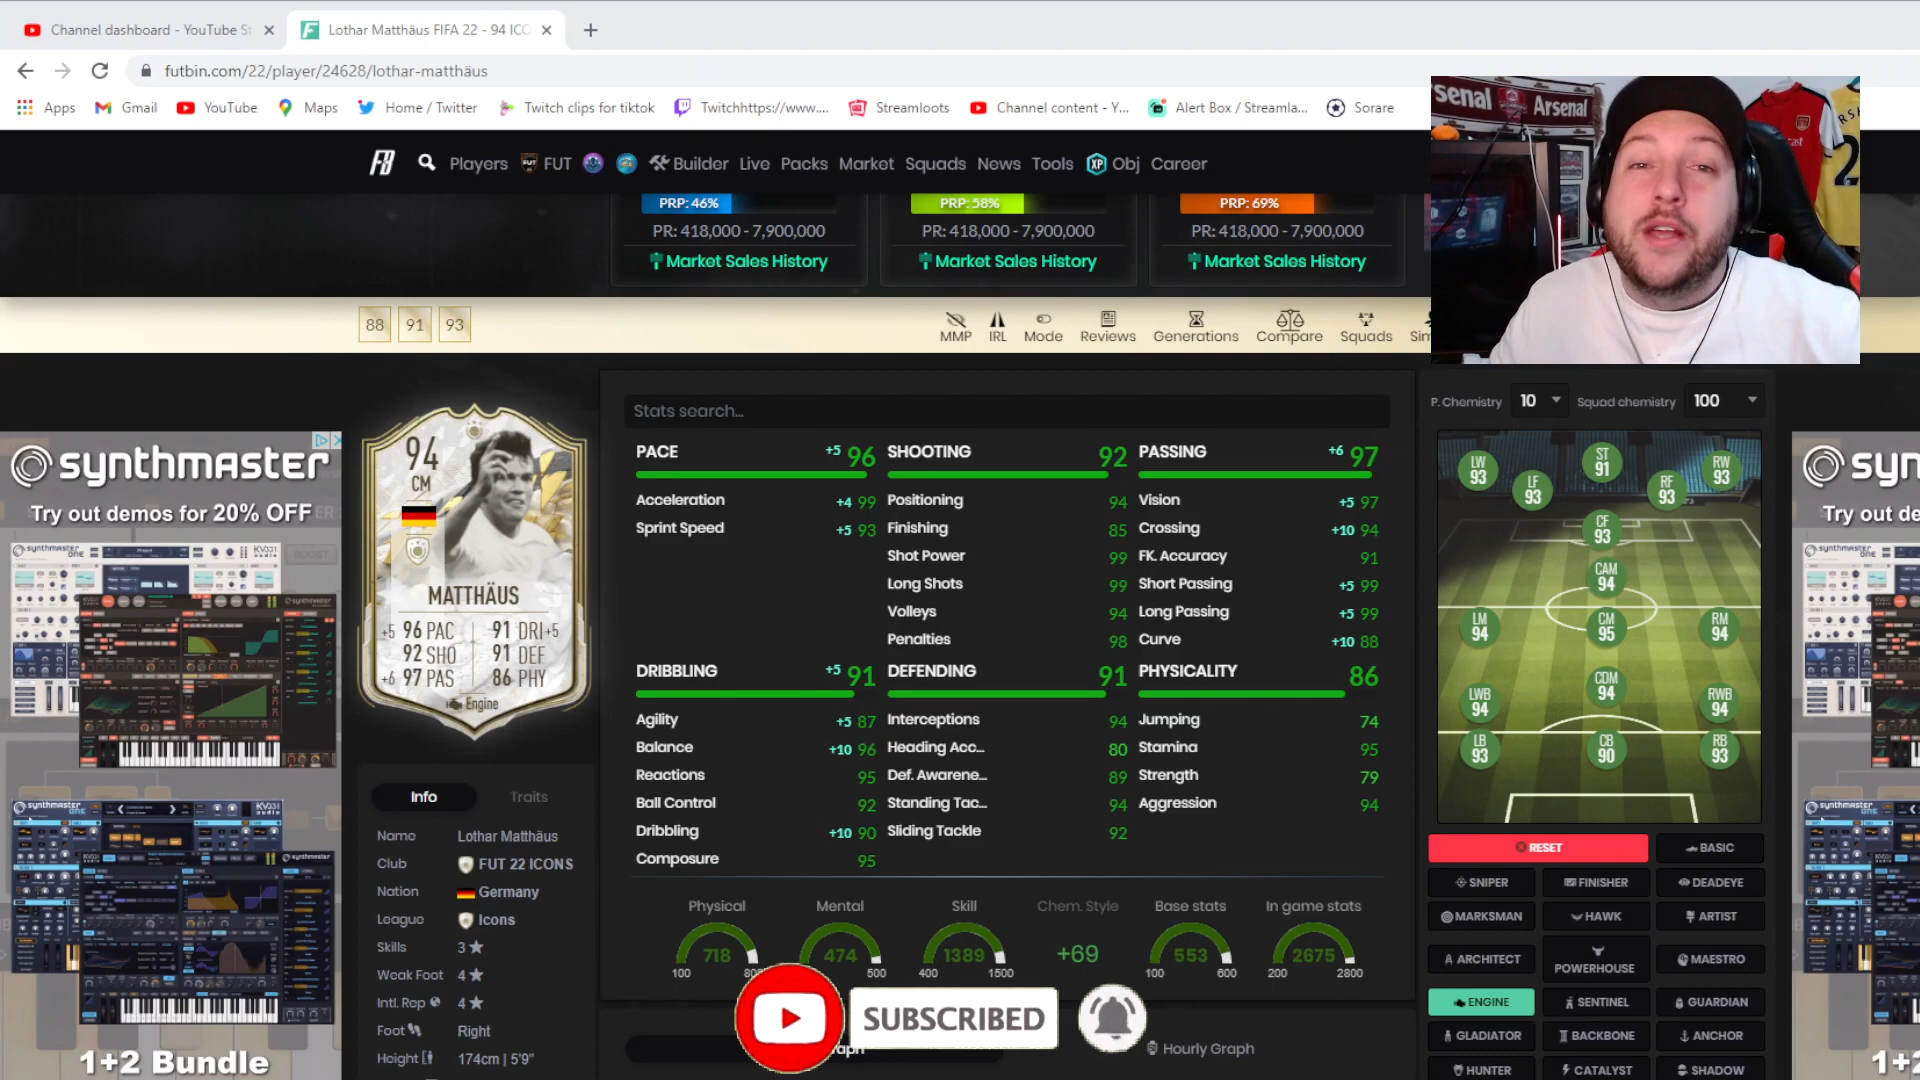 Channel dashboard - YouTube St
Lothar Matthäus FIFA 22 - 94 ICO
futbin.com/22/player/24628/lothar-matthäus
Apps Gmail YouTube Maps Home / Twitter Twitch clips for tiktok Twitchhttps://www.... Streamloots Channel content - Y... Alert Box / Streamla... Sorare
senal Arsenal
Players FUT Builder Live Packs Market Squads News Tools XP Obj Career
PRP: 46% PRP: 58% PRP: 69%
PR: 418,000 - 7,900,000 PR: 418,000 - 7,900,000 PR: 418,000 - 7,900,000
Market Sales History Market Sales History Market Sales History
88 91 93
MMP IRL Mode Reviews Generations Compare Squads Sim
Stats search...
P. Chemistry 10 Squad chemistry 100
synthmaster
Try out demos for 20% OFF
1+2 Bundle
94
CM
MATTHÄUS
+5 96 PAC 91 DRI +5
92 SHO 91 DEF
+6 97 PAS 86 PHY
Engine
PACE +5 96
Acceleration +4 99
Sprint Speed +5 93
SHOOTING 92
Positioning 94
Finishing 85
Shot Power 99
Long Shots 99
Volleys 94
Penalties 98
PASSING +6 97
Vision +5 97
Crossing +10 94
FK. Accuracy 91
Short Passing +5 99
Long Passing +5 99
Curve +10 88
DRIBBLING +5 91
Agility +5 87
Balance +10 96
Reactions 95
Ball Control 92
Dribbling +10 90
Composure 95
DEFENDING 91
Interceptions 94
Heading Acc... 80
Def. Awarene... 89
Standing Tac... 94
Sliding Tackle 92
PHYSICALITY 86
Jumping 74
Stamina 95
Strength 79
Aggression 94
Info Traits
Name Lothar Matthäus
Club FUT 22 ICONS
Nation Germany
League Icons
Skills 3
Weak Foot 4
Intl. Rep 4
Foot Right
Height 174cm | 5'9"
Physical Mental Skill Chem. Style Base stats In game stats
718 474 1389 +69 553 2675
100 800 100 500 400 1500 100 600 200 2800
SUBSCRIBED
Hourly Graph
ST 91
LW 93
RW 93
LF 93
RF 93
CF 93
CAM 94
LM 94
CM 95
RM 94
CDM 94
LWB 94
RWB 94
LB 93
CB 90
RB 93
RESET BASIC
SNIPER FINISHER DEADEYE
MARKSMAN HAWK ARTIST
ARCHITECT POWERHOUSE MAESTRO
ENGINE SENTINEL GUARDIAN
GLADIATOR BACKBONE ANCHOR
HUNTER CATALYST SHADOW
syn
Try out de
1+2